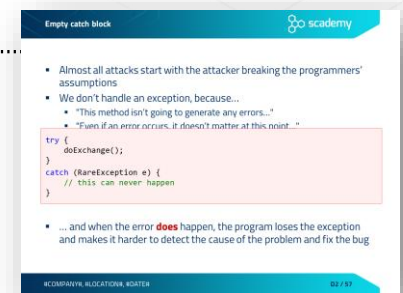 Empty catch block
scademy
Almost all attacks start with the attacker breaking the programmers'
assumptions
We don't handle an exception, because...
"This method isn't going to generate any errors..."
"Even if an error occurs, it doesn't matter at this point..."
try {
doExchange();
}
catch (RareException e) {
// this can never happen
}
... and when the error does happen, the program loses the exception
and makes it harder to detect the cause of the problem and fix the bug
#COMPANY#, #LOCATION#, #DATE#
02 / 57